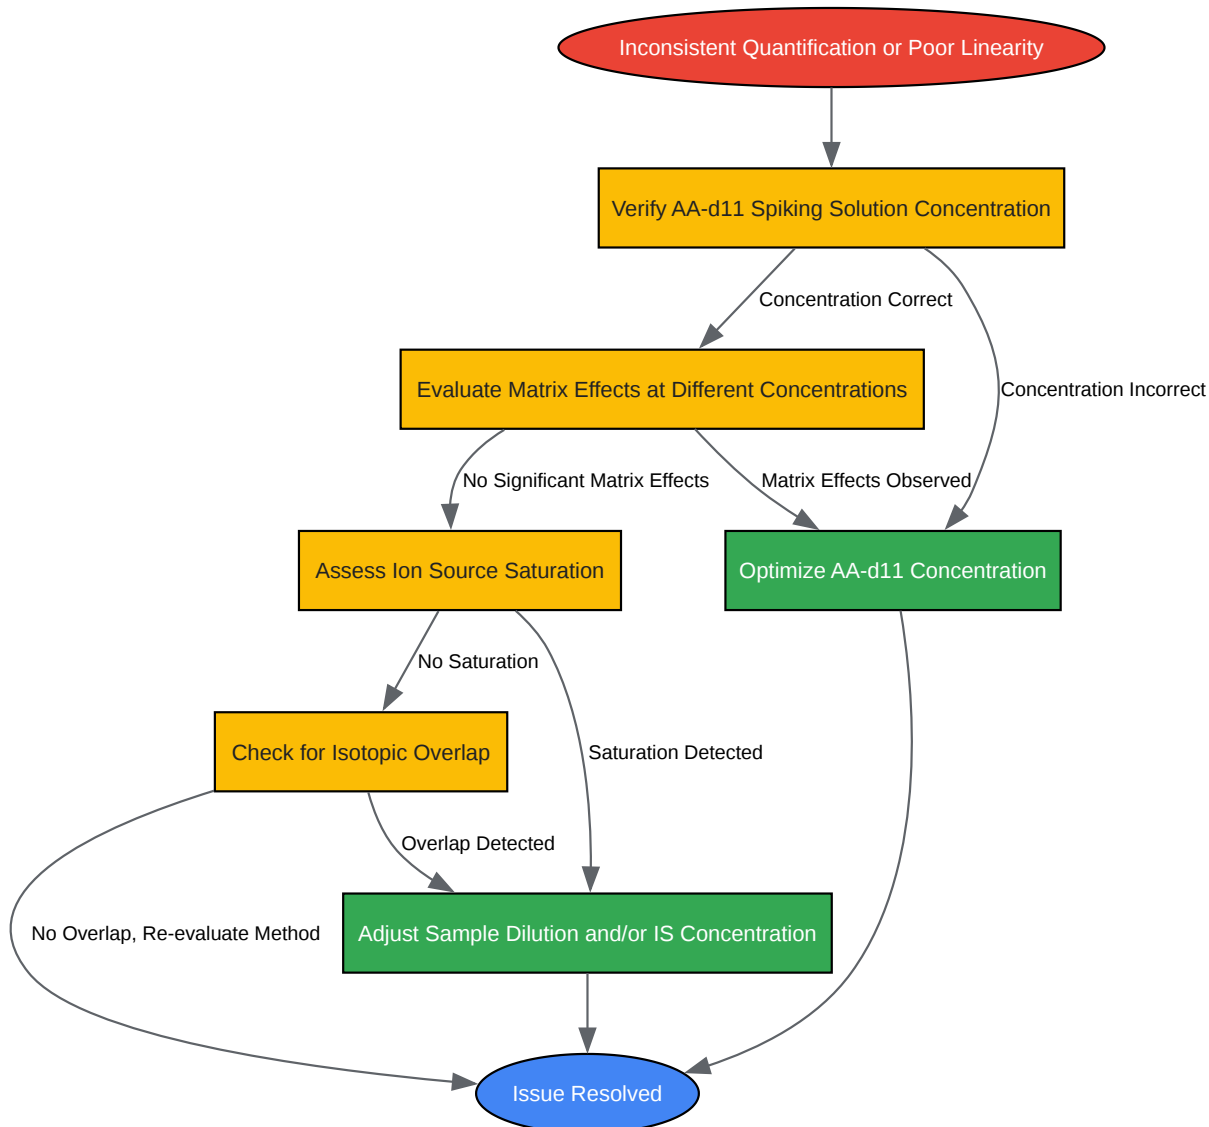 Inconsistent Quantification or Poor Linearity
Verify AA-d11 Spiking Solution Concentration
Concentration Correct
Evaluate Matrix Effects at Different Concentrations
Concentration Incorrect
No Significant Matrix Effects
Matrix Effects Observed
Assess Ion Source Saturation
Optimize AA-d11 Concentration
No Saturation
Check for Isotopic Overlap
Saturation Detected
Overlap Detected
No Overlap, Re-evaluate Method
Adjust Sample Dilution and/or IS Concentration
Issue Resolved